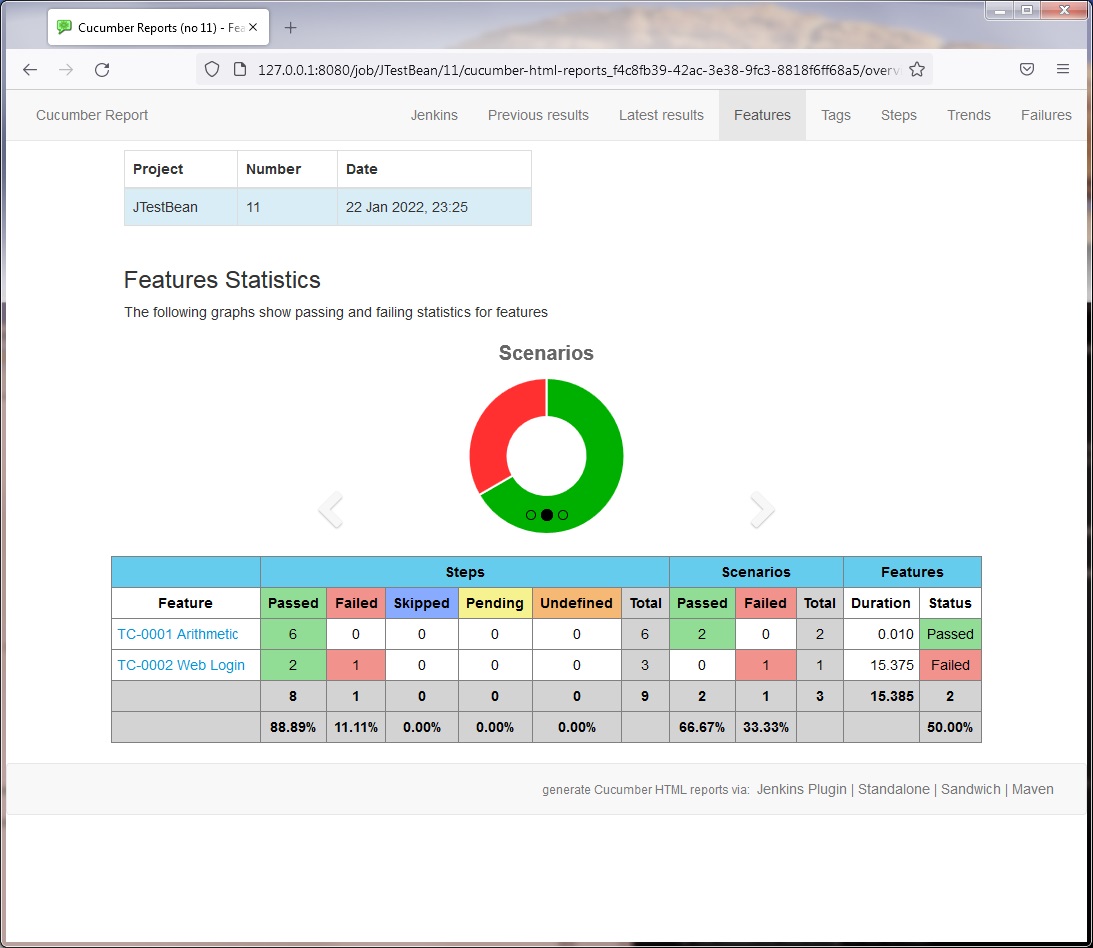 Cucumber Reports (no 11) - Fea
127.0.0.1:8080/job/JTestBean/11/cucumber-html-reports_f4c8fb39-42ac-3e38-9fc3-8818f6ff68a5/overv
Cucumber Report Jenkins Previous results Latest results Features Tags Steps Trends Failures
Project Number Date
JTestBean 11 22 Jan 2022, 23:25
Features Statistics
The following graphs show passing and failing statistics for features
Scenarios
Steps Scenarios Features
Feature Passed Failed Skipped Pending Undefined Total Passed Failed Total Duration Status
TC-0001 Arithmetic 6 0 0 0 0 6 2 0 2 0.010 Passed
TC-0002 Web Login 2 1 0 0 0 3 0 1 1 15.375 Failed
8 1 0 0 0 9 2 1 3 15.385 2
88.89% 11.11% 0.00% 0.00% 0.00% 66.67% 33.33% 50.00%
generate Cucumber HTML reports via: Jenkins Plugin | Standalone | Sandwich | Maven